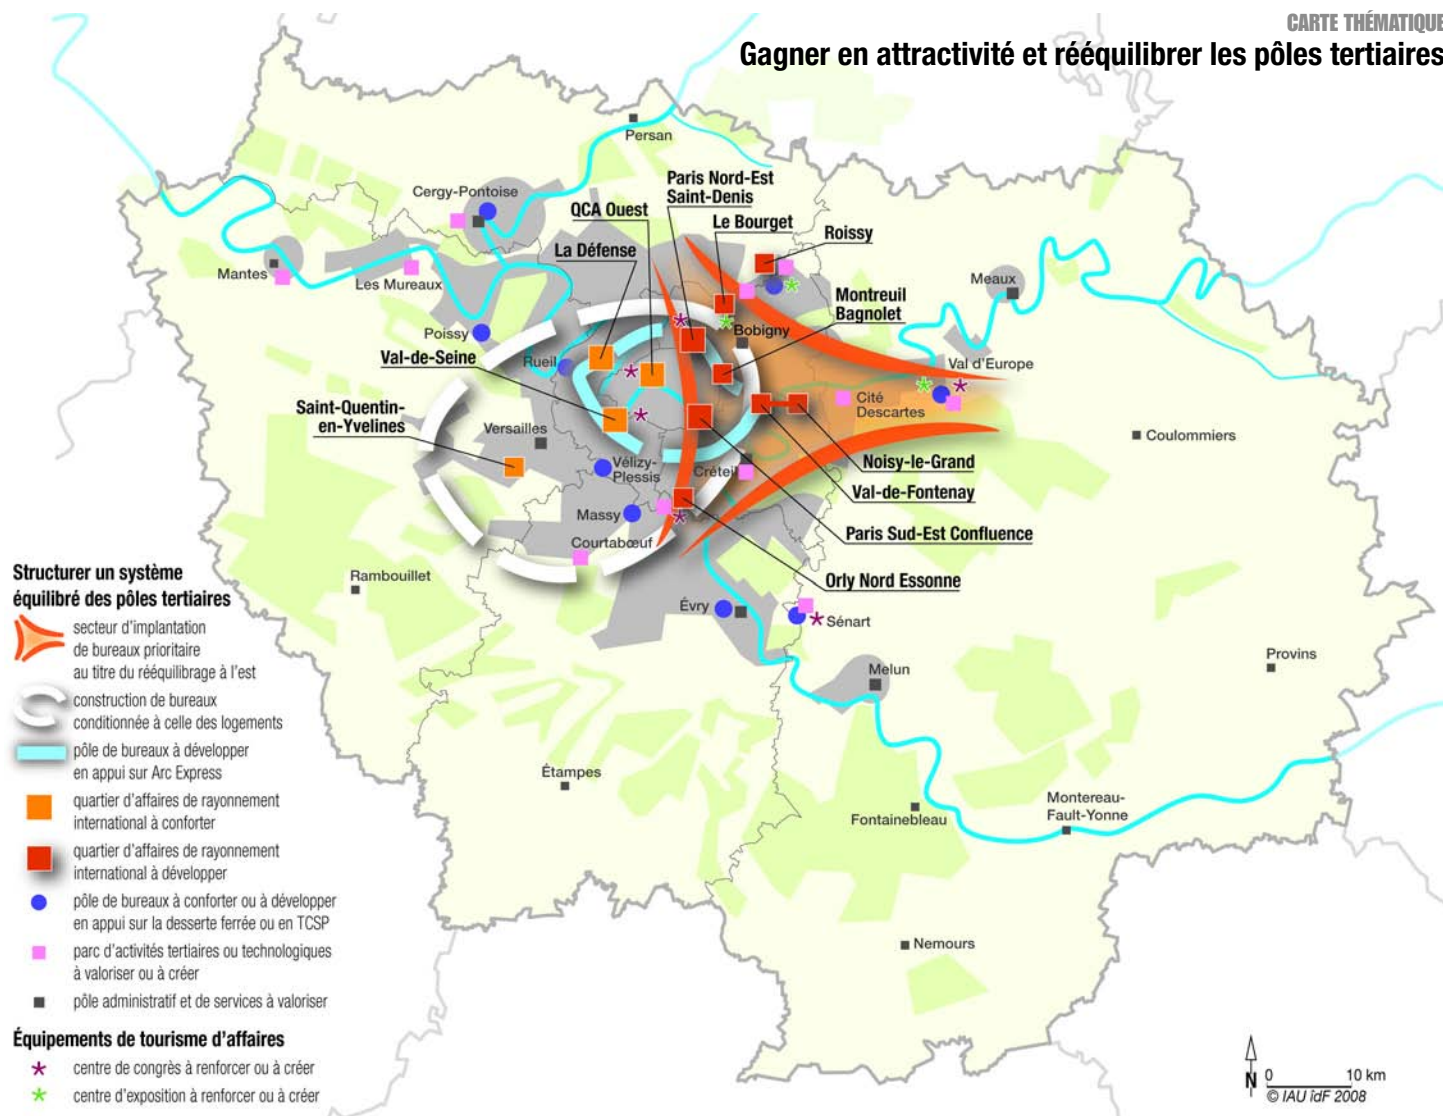 CARTE THÉMATIQUE
Gagner en attractivité et rééquilibrer les pôles tertiaires
Persan
Paris Nord-Est
Saint-Denis
Cergy-Pontoise
QCA Ouest
Le Bourget
Roissy
La Défense
Mantes
Les Mureaux
Meaux
Montreuil
Bagnolet
Poissy
Bobigny
Val-de-Seine
Rueil
Val d'Europe
Saint-Quentin-
en-Yvelines
Cité
Descartes
Versailles
Coulommiers
Vélizy-
Plessis
Créteil
Noisy-le-Grand
Val-de-Fontenay
Massy
Paris Sud-Est Confluence
Courtabœuf
Orly Nord Essonne
Rambouillet
Évry
Sénart
Provins
Melun
Étampes
Fontainebleau
Montereau-
Fault-Yonne
Nemours
Structurer un système
équilibré des pôles tertiaires
secteur d'implantation
de bureaux prioritaire
au titre du rééquilibrage à l'est
construction de bureaux
conditionnée à celle des logements
pôle de bureaux à développer
en appui sur Arc Express
quartier d'affaires de rayonnement
international à conforter
quartier d'affaires de rayonnement
international à développer
pôle de bureaux à conforter ou à développer
en appui sur la desserte ferrée ou en TCSP
parc d'activités tertiaires ou technologiques
à valoriser ou à créer
pôle administratif et de services à valoriser
Équipements de tourisme d'affaires
centre de congrès à renforcer ou à créer
centre d'exposition à renforcer ou à créer
N
0 10 km
© IAU îdF 2008